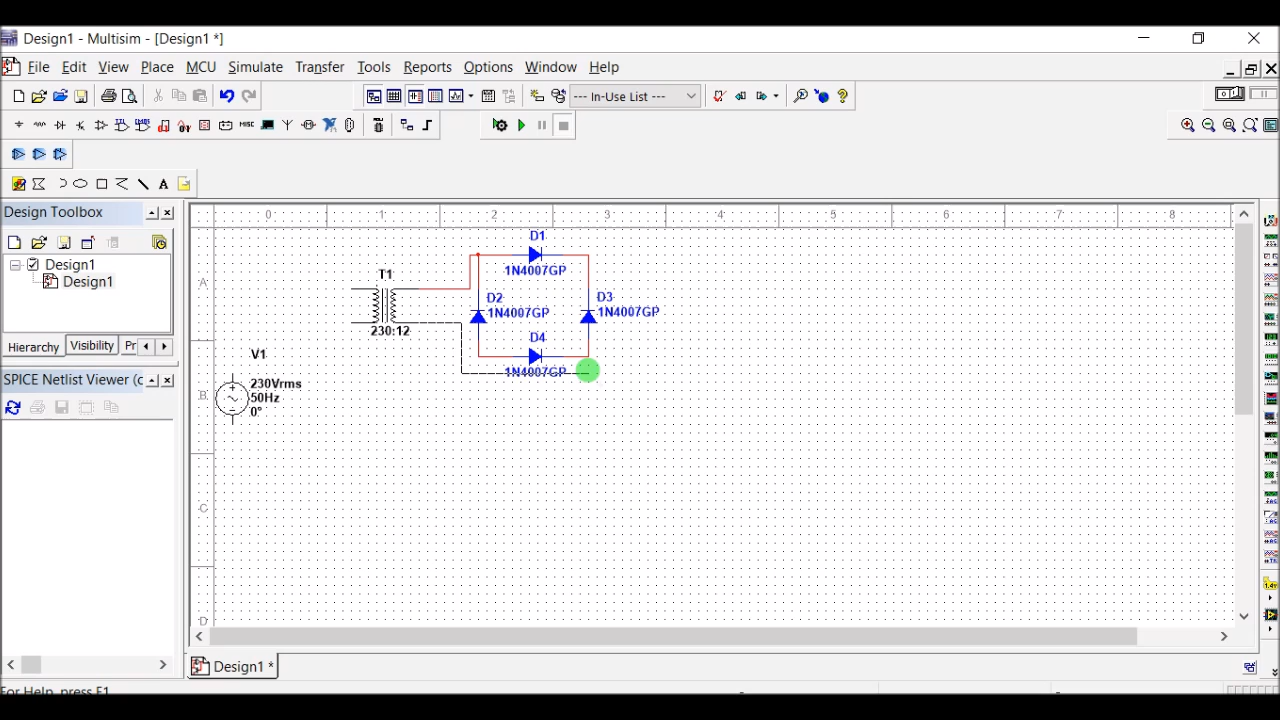 Design1 - Multisim - [Design1 *]
File Edit View Place MCU Simulate Transfer Tools Reports Options Window Help
--- In-Use List ---
MISC
A
Design Toolbox
Design1
Design1
Hierarchy Visibility Pr
SPICE Netlist Viewer (c
0 1 2 3 4 5 6 7 8
A
B
C
D
D1
1N4007GP
T1
230:12
D2
1N4007GP
D3
1N4007GP
D4
1N4007GP
V1
230Vrms
50Hz
0°
1.4v
Design1 *
For Help, press F1